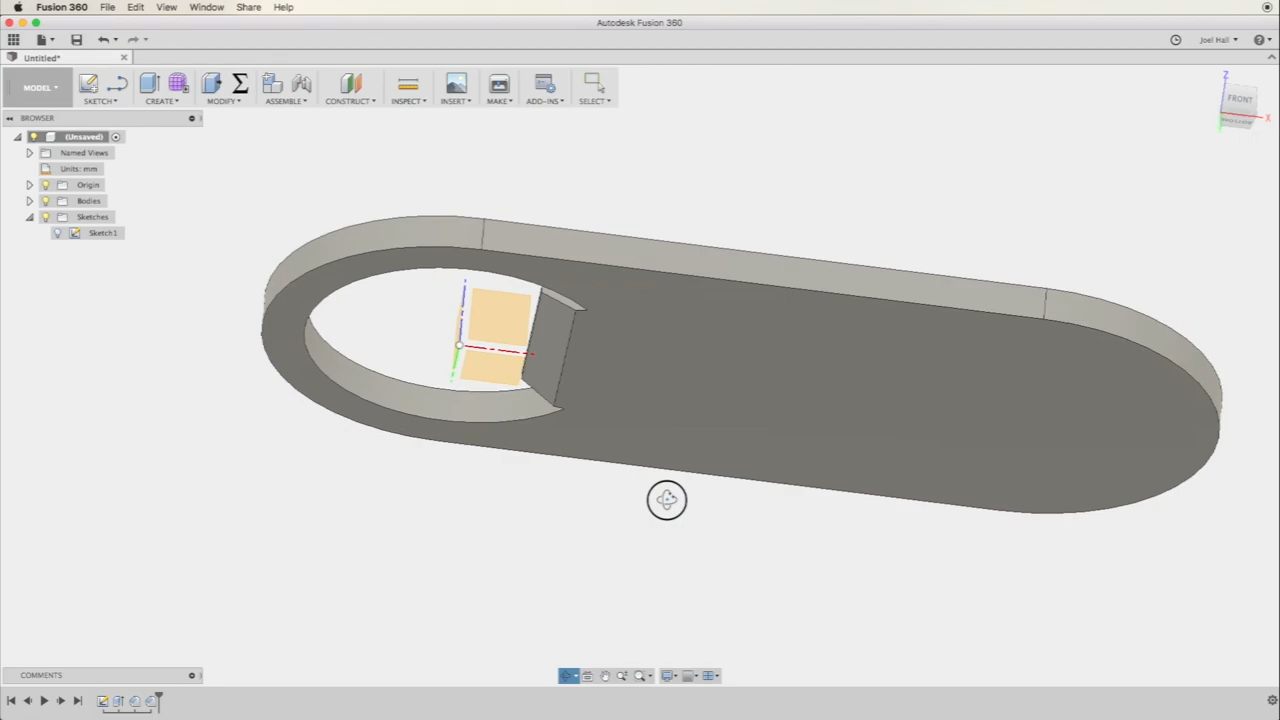 Fusion 360 File Edit View Window Share Help
Autodesk Fusion 360
Joel Hall
Untitled*
MODEL
SKETCH CREATE MODIFY ASSEMBLE CONSTRUCT INSPECT INSERT MAKE ADD-INS SELECT
Z
FRONT
X
BROWSER
(Unsaved)
Named Views
Units: mm
Origin
Bodies
Sketches
Sketch1
COMMENTS